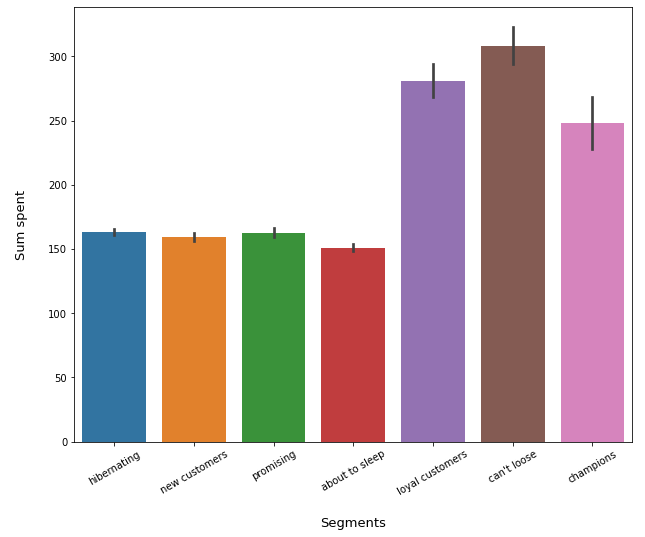 300
250
200
150
100
50
0
Sum spent
hibernating
new customers
promising
about to sleep
loyal customers
can't loose
champions
Segments